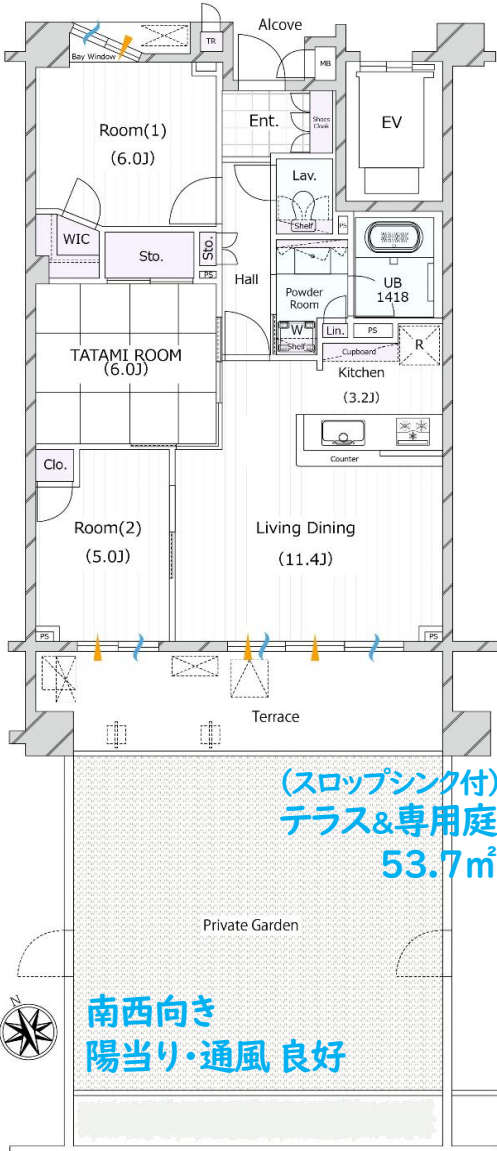 Alcove
TR
Bay Window
MB
Room(1)
(6.0J)
Ent.
Shoes
Cloak
EV
Lav.
Shelf
PS
WIC
Sto.
Sto.
PS
Hall
Powder
Room
UB
1418
W
Shelf
Lin.
PS
R
Cupboard
TATAMI ROOM
(6.0J)
Kitchen
(3.2J)
Counter
Clo.
Room(2)
(5.0J)
Living Dining
(11.4J)
PS
PS
Terrace
(スロップシンク付)
テラス&専用庭
53.7㎡
Private Garden
N
南西向き
陽当り・通風 良好